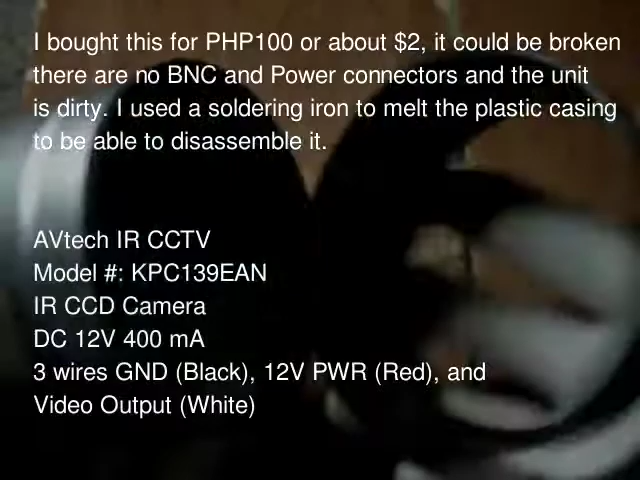 I bought this for PHP100 or about $2, it could be broken
there are no BNC and Power connectors and the unit
is dirty. I used a soldering iron to melt the plastic casing
to be able to disassemble it.
AVtech IR CCTV
Model #: KPC139EAN
IR CCD Camera
DC 12V 400 mA
3 wires GND (Black), 12V PWR (Red), and
Video Output (White)